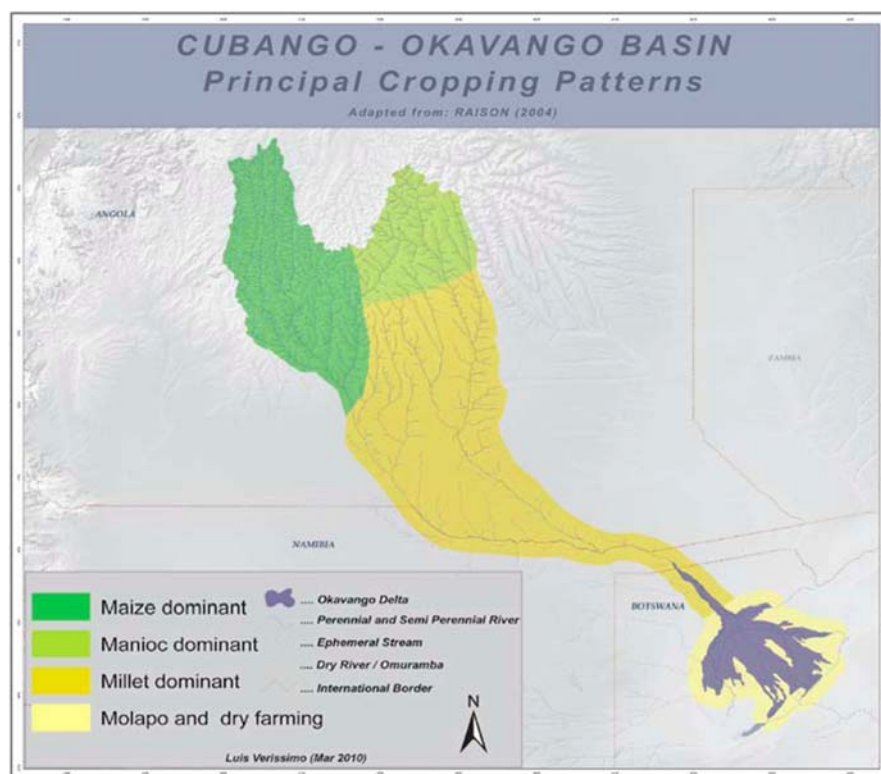 CUBANGO - OKAVANGO BASIN
Principal Cropping Patterns
Adapted from: RAISON (2004)
ANGOLA
ZAMBIA
NAMIBIA
BOTSWANA
Maize dominant
Manioc dominant
Millet dominant
Molapo and dry farming
.... Okavango Delta
.... Perennial and Semi Perennial River
.... Ephemeral Stream
.... Dry River / Omuramba
.... International Border
N
Luis Verissimo (Mar 2010)